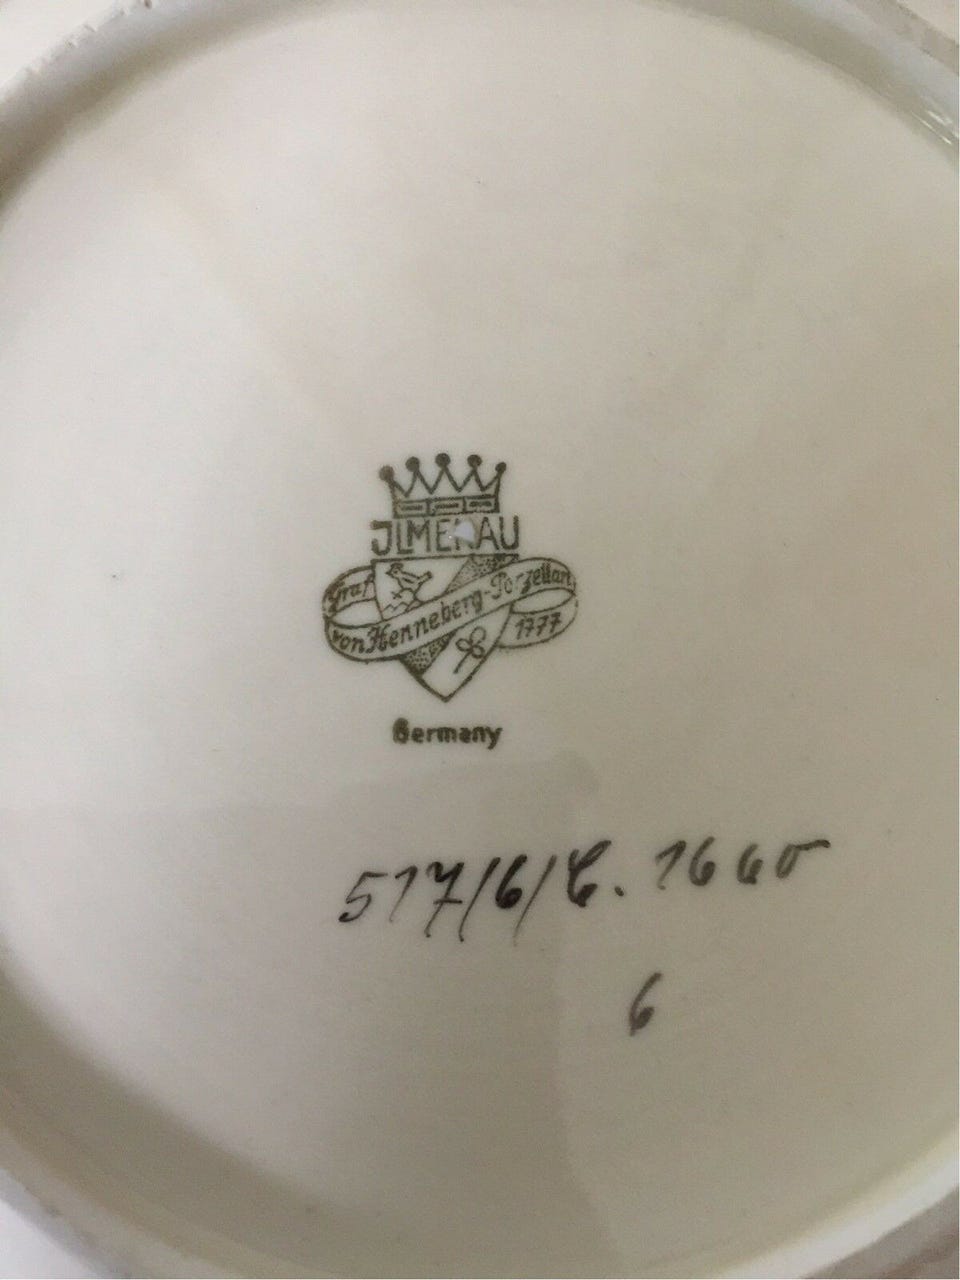 JLMENAU
Graf
von Henneberg-Porzellan
1777
Germany
517/6/C. 1660
6